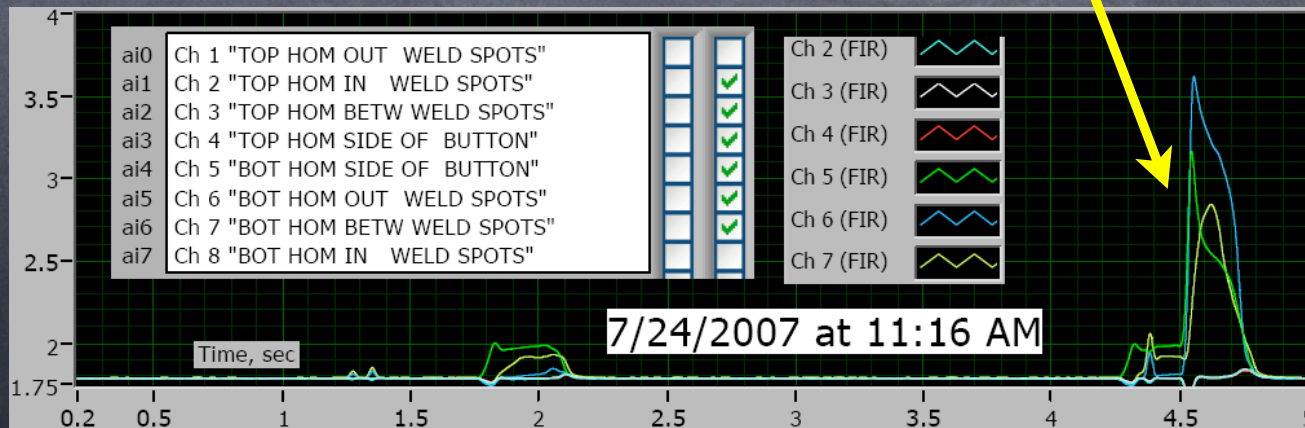 4
3.5
3
2.5
2
1.75
ai0 Ch 1 "TOP HOM OUT WELD SPOTS"
ai1 Ch 2 "TOP HOM IN WELD SPOTS"
ai2 Ch 3 "TOP HOM BETW WELD SPOTS"
ai3 Ch 4 "TOP HOM SIDE OF BUTTON"
ai4 Ch 5 "BOT HOM SIDE OF BUTTON"
ai5 Ch 6 "BOT HOM OUT WELD SPOTS"
ai6 Ch 7 "BOT HOM BETW WELD SPOTS"
ai7 Ch 8 "BOT HOM IN WELD SPOTS"
Ch 2 (FIR)
Ch 3 (FIR)
Ch 4 (FIR)
Ch 5 (FIR)
Ch 6 (FIR)
Ch 7 (FIR)
7/24/2007 at 11:16 AM
Time, sec
0.2 0.5 1 1.5 2 2.5 3 3.5 4 4.5